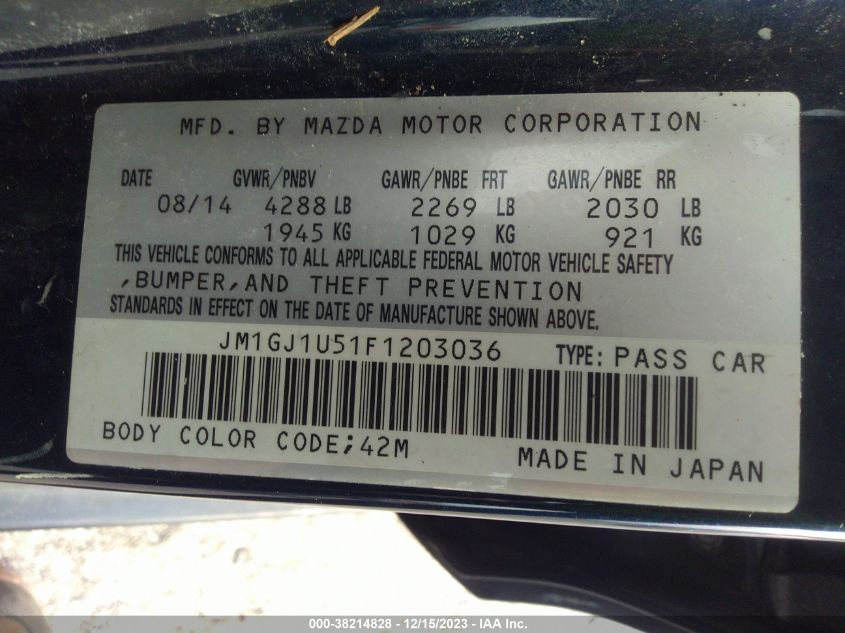 MFD. BY MAZDA MOTOR CORPORATION
DATE GVWR/PNBV GAWR/PNBE FRT GAWR/PNBE RR
08/14 4288 LB 2269 LB 2030 LB
1945 KG 1029 KG 921 KG
THIS VEHICLE CONFORMS TO ALL APPLICABLE FEDERAL MOTOR VEHICLE SAFETY
,BUMPER,AND THEFT PREVENTION
STANDARDS IN EFFECT ON THE DATE OF MANUFACTURE SHOWN ABOVE.
JM1GJ1U51F1203036 TYPE: PASS CAR
BODY COLOR CODE;42M
MADE IN JAPAN
000-38214828 - 12/15/2023 - IAA Inc.